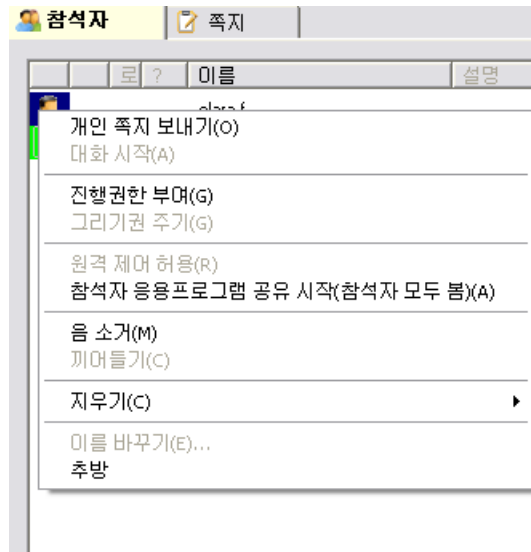 참석자 쪽지
로 ? 이름 설명
개인 쪽지 보내기(O)
대화 시작(A)
진행권한 부여(G)
그리기권 주기(G)
원격 제어 허용(R)
참석자 응용프로그램 공유 시작(참석자 모두 봄)(A)
음 소거(M)
끼어들기(C)
지우기(C)
이름 바꾸기(E)...
추방